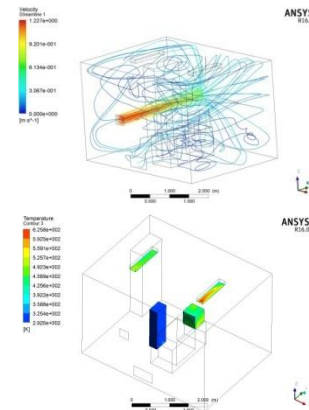 Velocity
Streamline 1
1.227e+000
9.201e-001
6.134e-001
3.067e-001
0.000e+000
[m s^-1]
ANSYS
R16.
0 1.000 2.000 (m)
0.500 1.500
Temperature
Contour 3
6.258e+002
5.925e+002
5.591e+002
5.257e+002
4.923e+002
4.589e+002
4.256e+002
3.922e+002
3.588e+002
3.254e+002
2.920e+002
[K]
ANSYS
R16.0
0 1.000 2.000 (m)